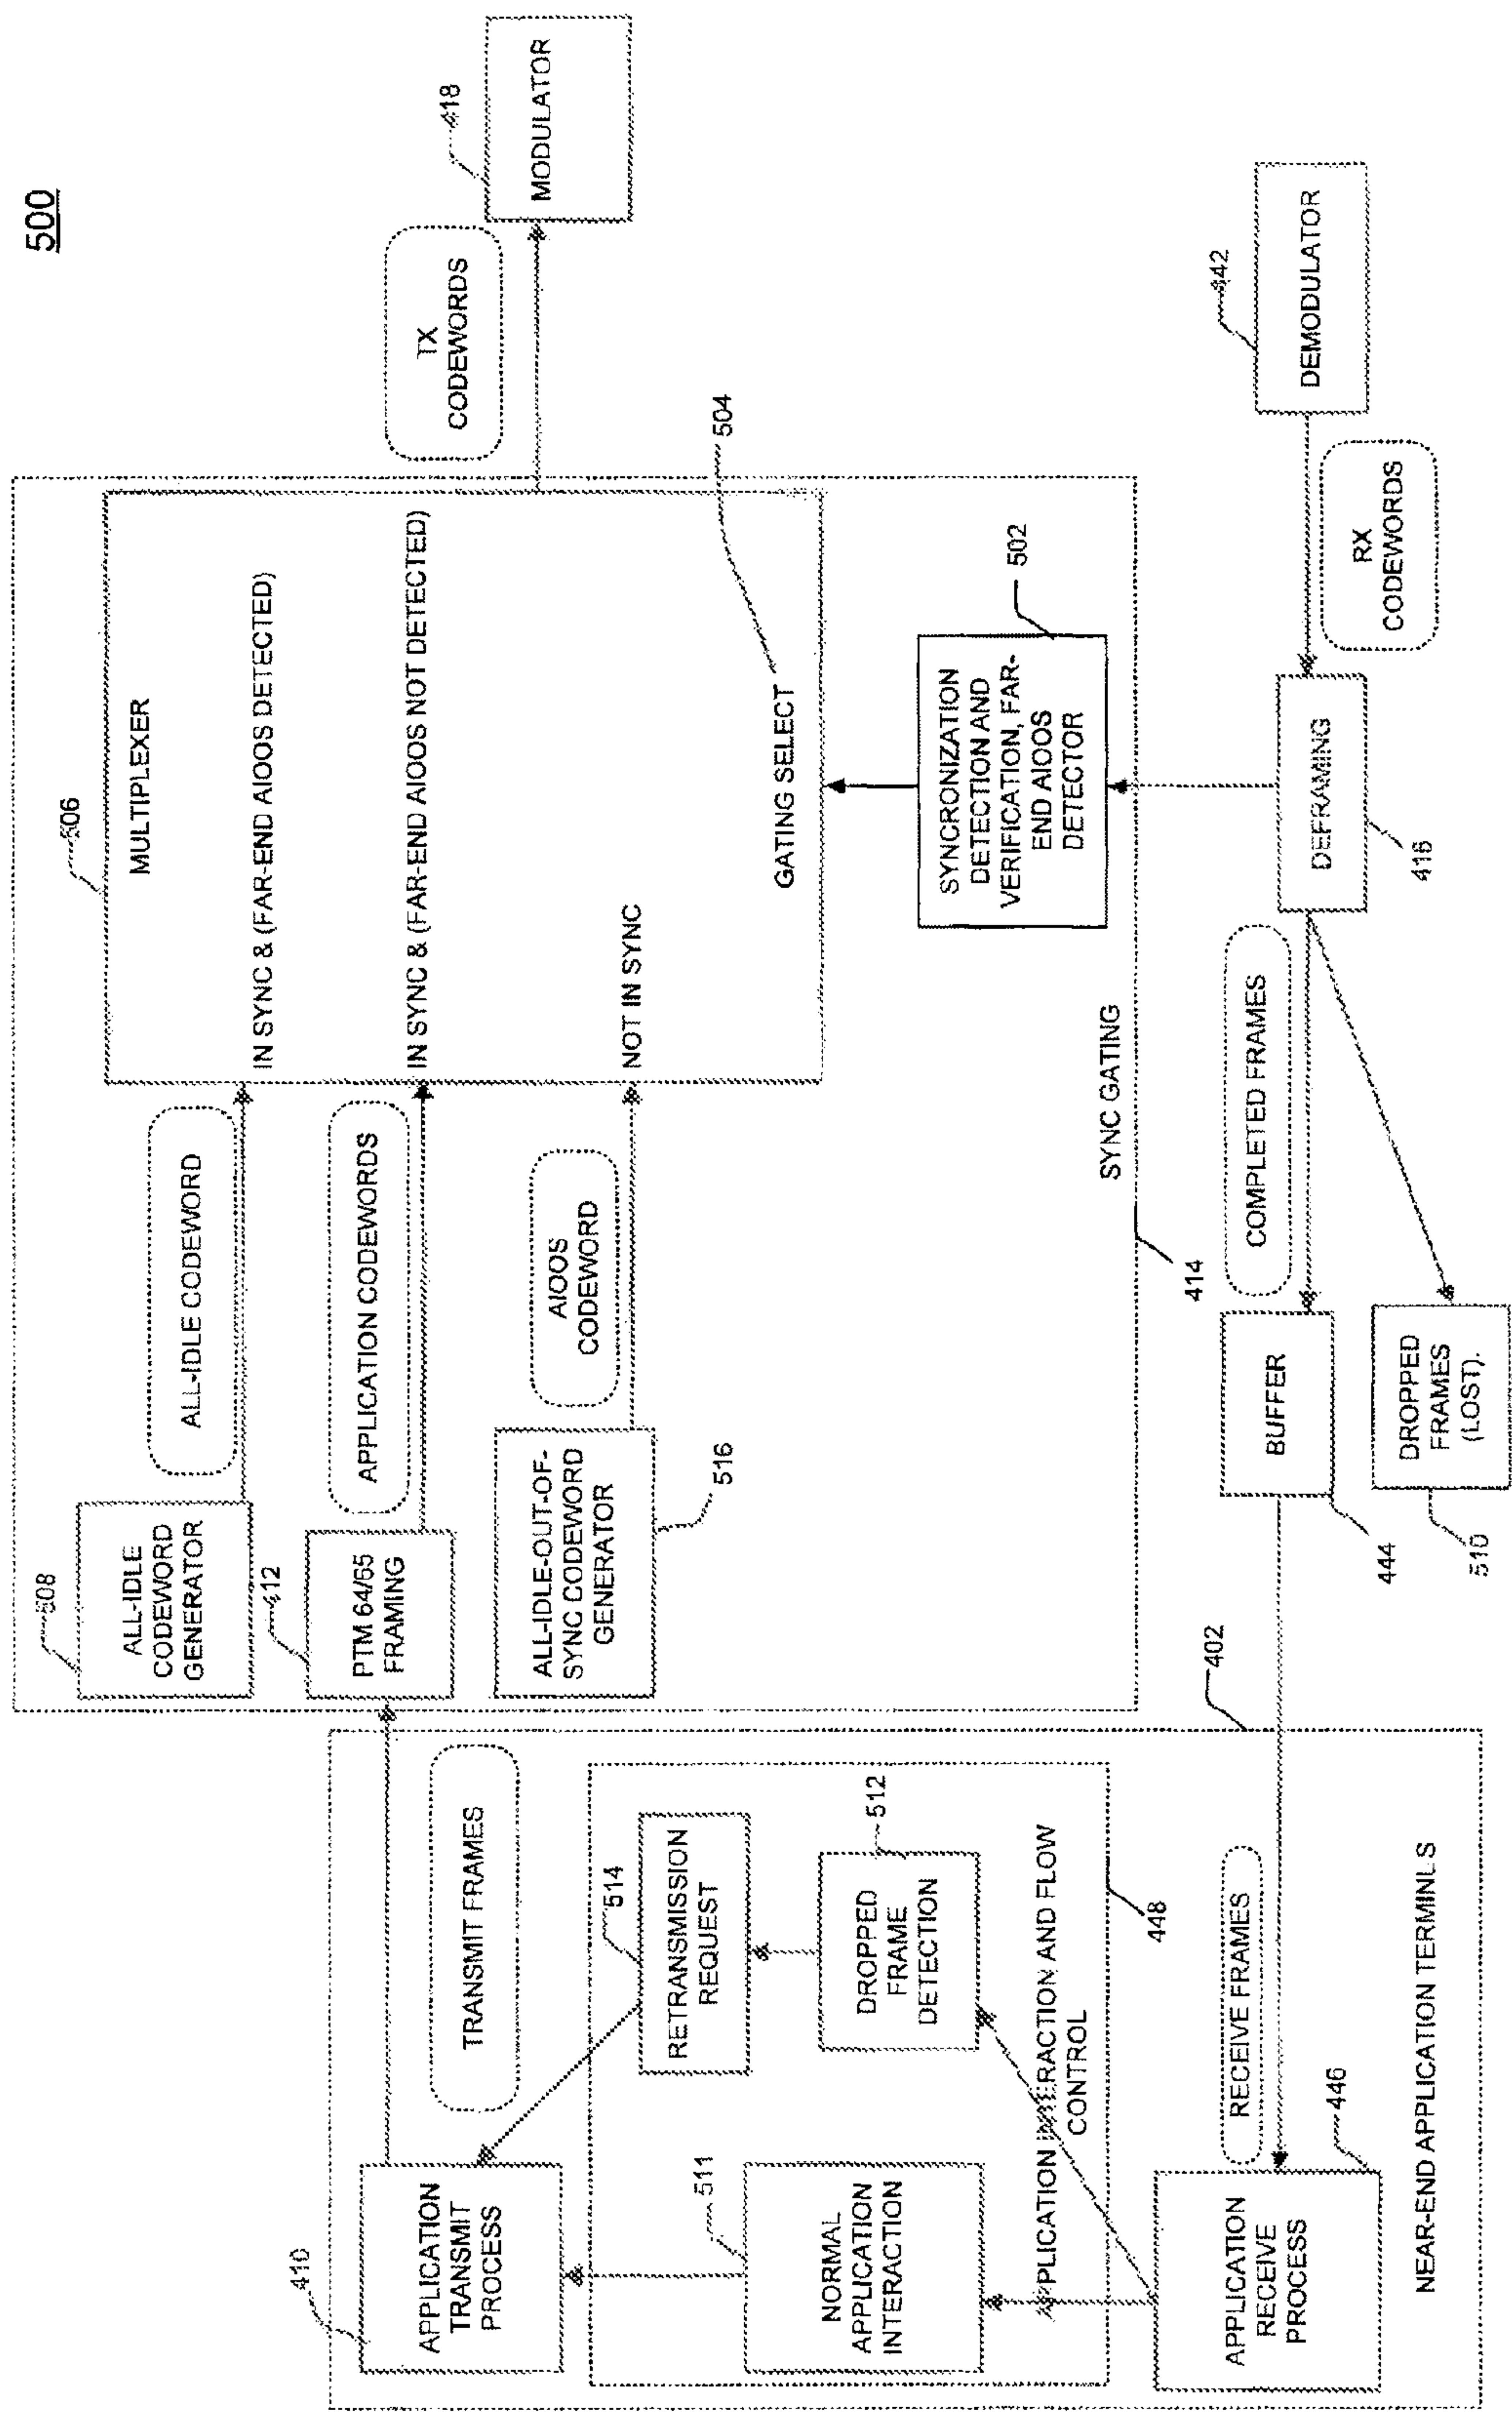 500
506
MULTIPLEXER
IN SYNC & (FAR-END AIOOS DETECTED)
IN SYNC & (FAR-END AIOOS NOT DETECTED)
NOT IN SYNC
GATING SELECT
504
TX
CODEWORDS
418
MODULATOR
508
ALL-IDLE
CODEWORD
GENERATOR
ALL-IDLE CODEWORD
412
PTM 64/65
FRAMING
APPLICATION CODEWORDS
ALL-IDLE-OUT-OF-
SYNC CODEWORD
GENERATOR
516
AIOOS
CODEWORD
SYNCRONIZATION
DETECTION AND
VERIFICATION, FAR-
END AIOOS
DETECTOR
502
SYNC GATING
414
410
APPLICATION
TRANSMIT
PROCESS
TRANSMIT FRAMES
514
RETRANSMISSION
REQUEST
511
NORMAL
APPLICATION
INTERACTION
512
DROPPED
FRAME
DETECTION
APPLICATION INTERACTION AND FLOW
CONTROL
448
402
APPLICATION
RECEIVE
PROCESS
446
RECEIVE FRAMES
NEAR-END APPLICATION TERMINLS
BUFFER
444
COMPLETED FRAMES
DROPPED
FRAMES
(LOST).
510
DEFRAMING
416
RX
CODEWORDS
442
DEMODULATOR